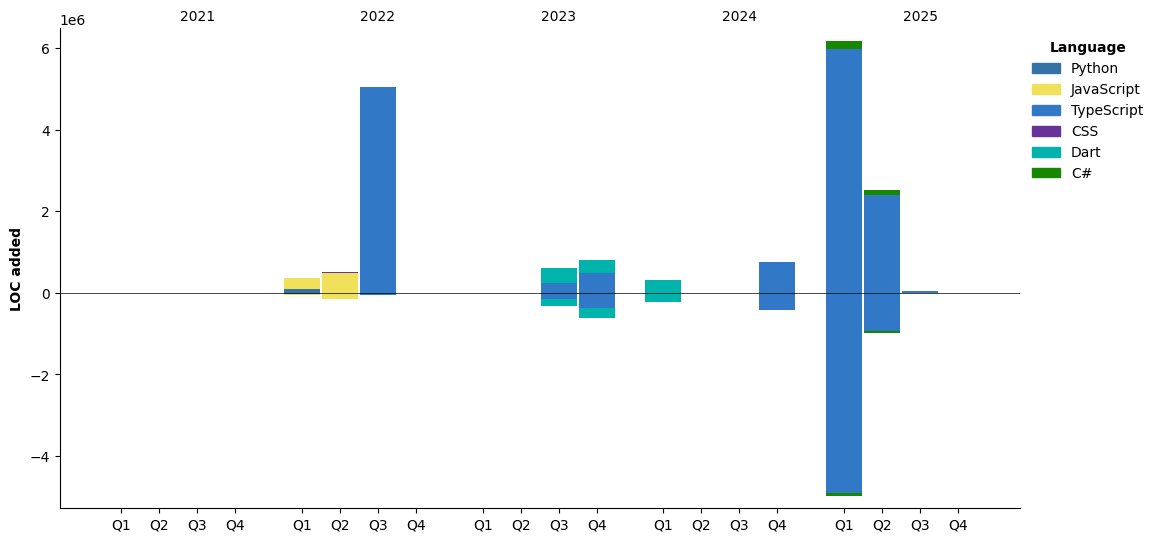 2021 2022 2023 2024 2025
1e6
LOC added
6
4
2
0
−2
−4
Q1 Q2 Q3 Q4 Q1 Q2 Q3 Q4 Q1 Q2 Q3 Q4 Q1 Q2 Q3 Q4 Q1 Q2 Q3 Q4
Language
Python
JavaScript
TypeScript
CSS
Dart
C#